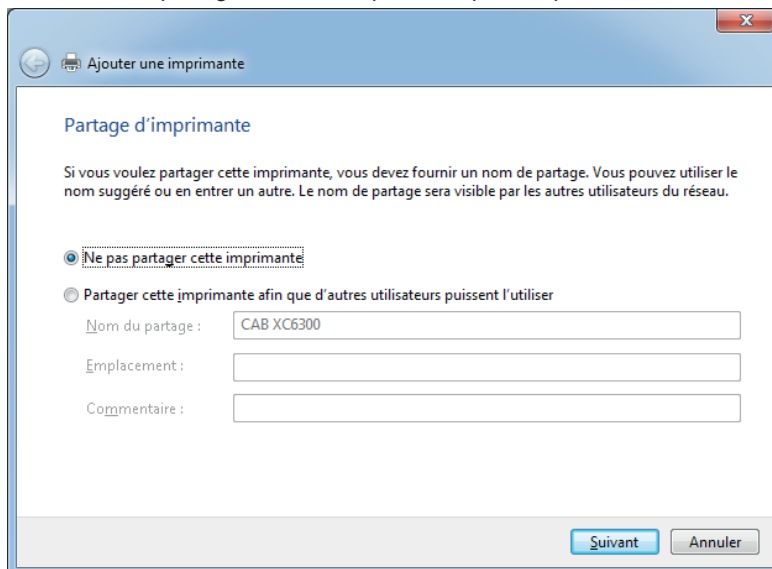 Ajouter une imprimante
Partage d'imprimante
Si vous voulez partager cette imprimante, vous devez fournir un nom de partage. Vous pouvez utiliser le
nom suggéré ou en entrer un autre. Le nom de partage sera visible par les autres utilisateurs du réseau.
Ne pas partager cette imprimante
Partager cette imprimante afin que d'autres utilisateurs puissent l'utiliser
Nom du partage : CAB XC6300
Emplacement :
Commentaire :
Suivant Annuler